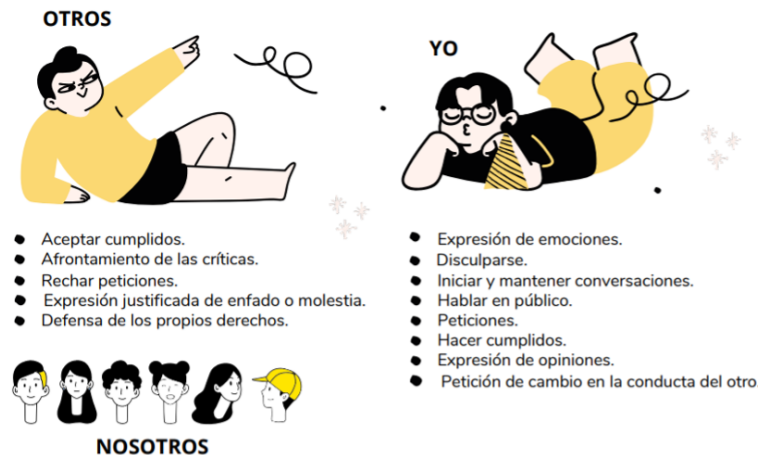 OTROS
Aceptar cumplidos.
Afrontamiento de las críticas.
Rechar peticiones.
Expresión justificada de enfado o molestia.
Defensa de los propios derechos.
YO
Expresión de emociones.
Disculparse.
Iniciar y mantener conversaciones.
Hablar en público.
Peticiones.
Hacer cumplidos.
Expresión de opiniones.
Petición de cambio en la conducta del otro.
NOSOTROS